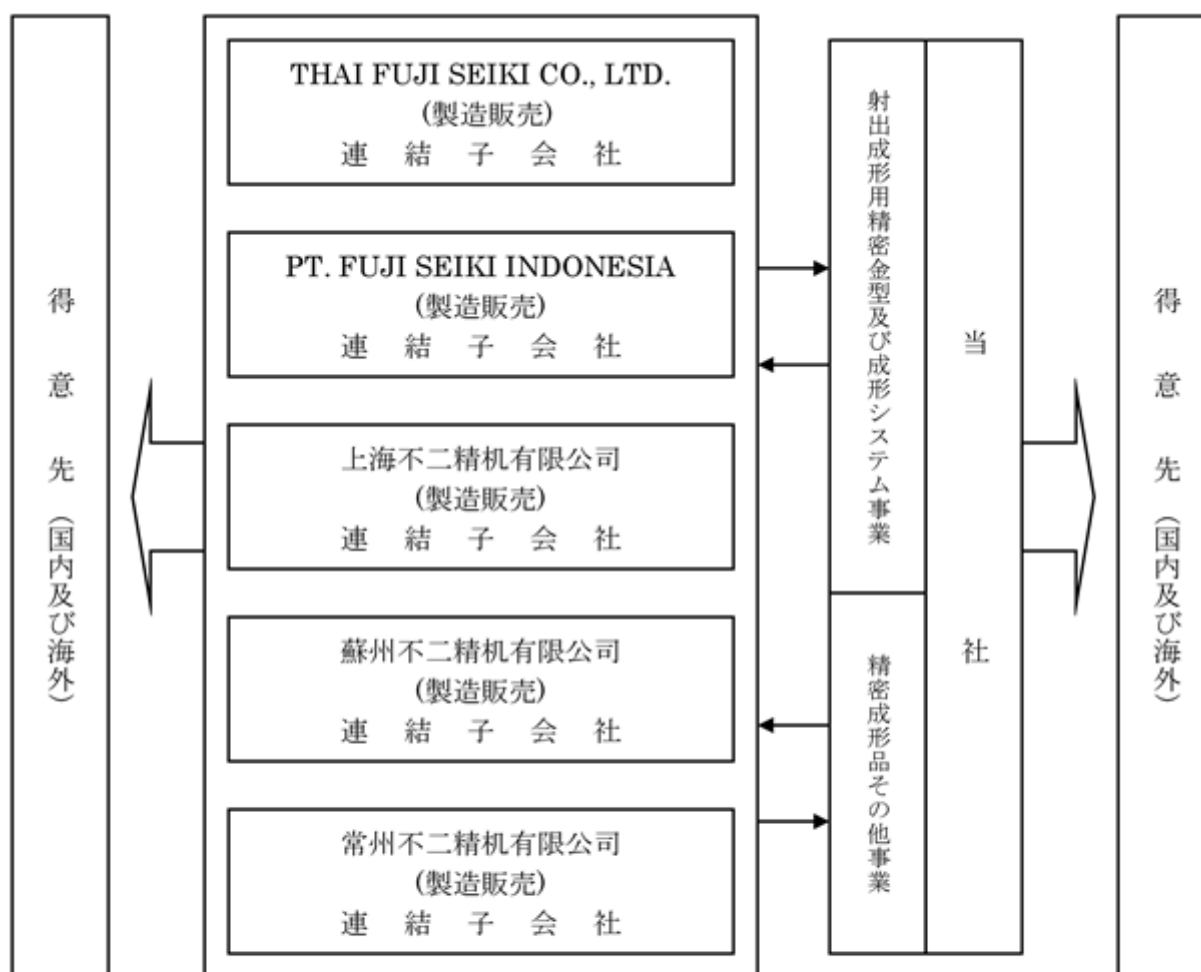 得意先（国内及び海外）
THAI FUJI SEIKI CO., LTD.
(製造販売)
連結子会社
PT. FUJI SEIKI INDONESIA
(製造販売)
連結子会社
上海不二精机有限公司
(製造販売)
連結子会社
蘇州不二精机有限公司
(製造販売)
連結子会社
常州不二精机有限公司
(製造販売)
連結子会社
射出成形用精密金型及び成形システム事業
精密成形品その他事業
当社
得意先（国内及び海外）